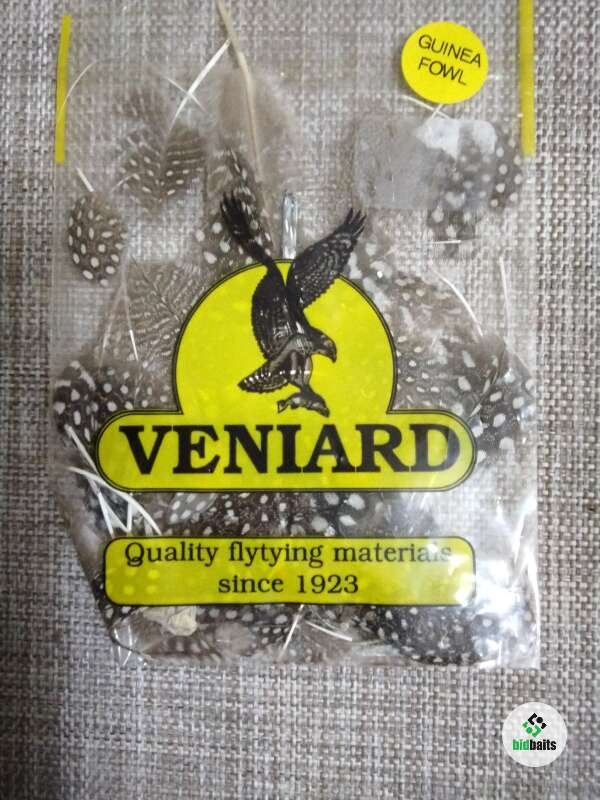 GUINEA
FOWL
VENIARD
Quality flytying materials
since 1923
bidbaits